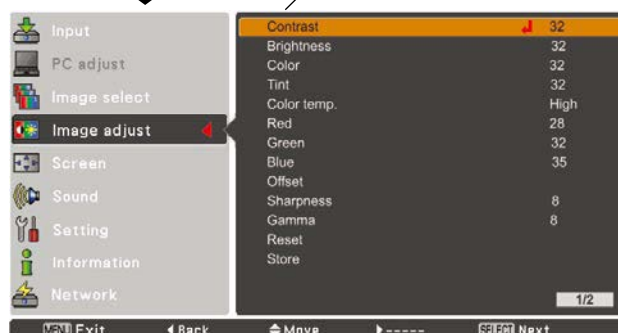 Input
PC adjust
Image select
Image adjust
Screen
Sound
Setting
Information
Network
Contrast 32
Brightness 32
Color 32
Tint 32
Color temp. High
Red 28
Green 32
Blue 35
Offset
Sharpness 8
Gamma 8
Reset
Store
1/2
MENU Exit Back Move ----- SELECT Next